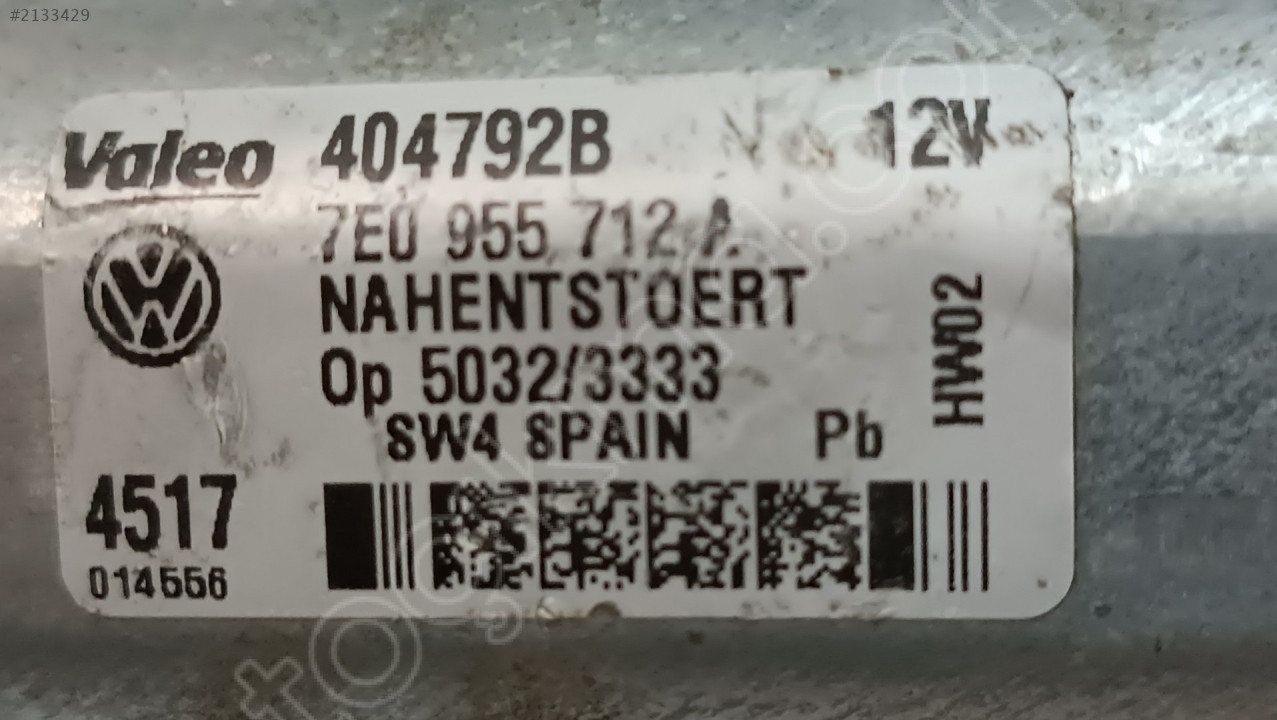 #2133429
Valeo 404792B 12V
7E0 955 712 A
NAHENTSTOERT
Op 5032/3333
SW4 SPAIN Pb
HW02
4517
014556